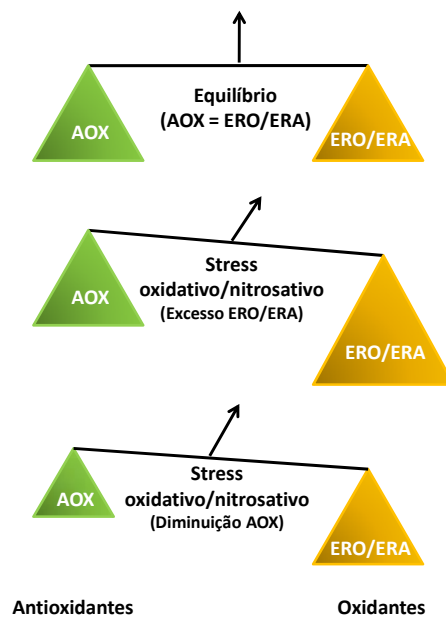 AOX
Equilíbrio
(AOX = ERO/ERA)
ERO/ERA
AOX
Stress
oxidativo/nitrosativo
(Excesso ERO/ERA)
ERO/ERA
AOX
Stress
oxidativo/nitrosativo
(Diminuição AOX)
ERO/ERA
Antioxidantes
Oxidantes